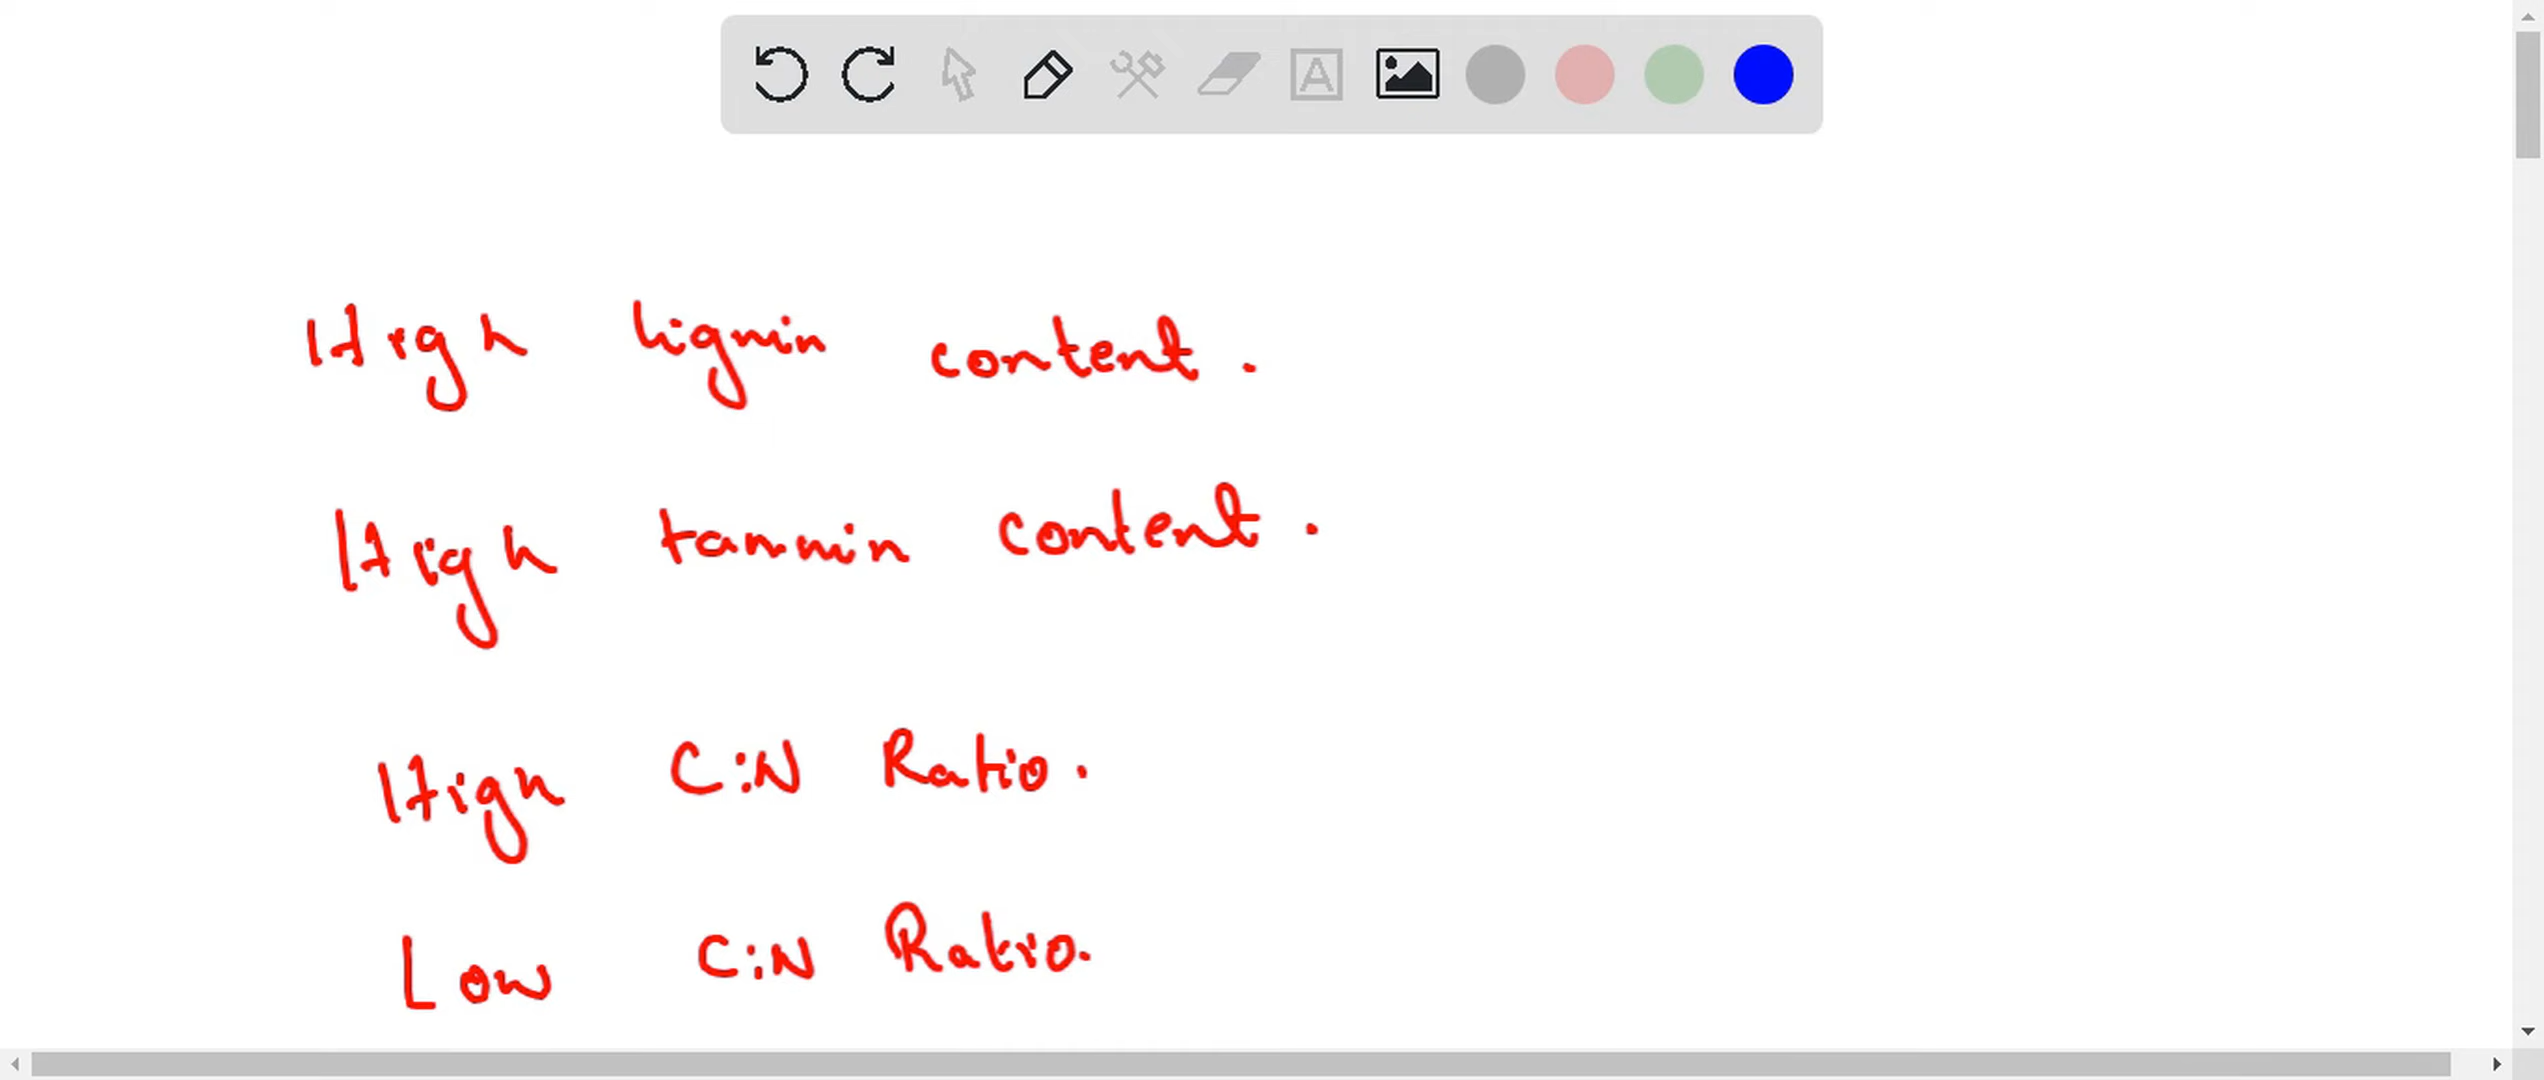 High lignin content.
High tannin content.
High C:N Ratio.
Low C:N Ratio.